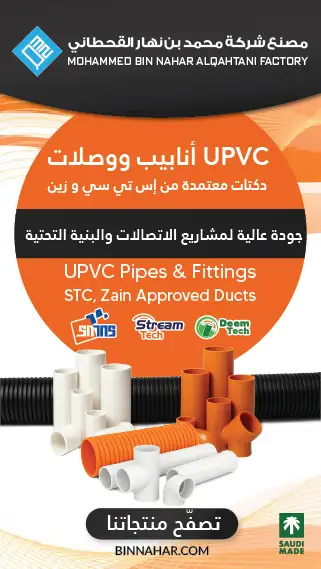 مصنع شركة محمد بن نهار القحطاني
MOHAMMED BIN NAHAR ALQAHTANI FACTORY
UPVC أنابيب ووصلات
دكتات معتمدة من إس تي سي و زين
جودة عالية لمشاريع الاتصالات والبنية التحتية
UPVC Pipes & Fittings
STC, Zain Approved Ducts
Stream Tech
Deem Tech
تصفّح منتجاتنا
BINNAHAR.COM
SAUDI
MADE